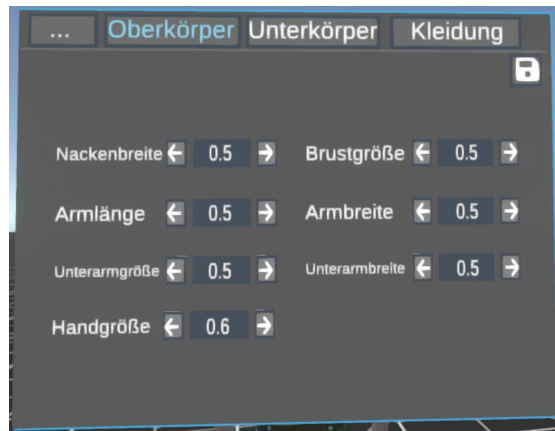 ... Oberkörper Unterkörper Kleidung
Nackenbreite 0.5 Brustgröße 0.5
Armlänge 0.5 Armbreite 0.5
Unterarmgröße 0.5 Unterarmbreite 0.5
Handgröße 0.6